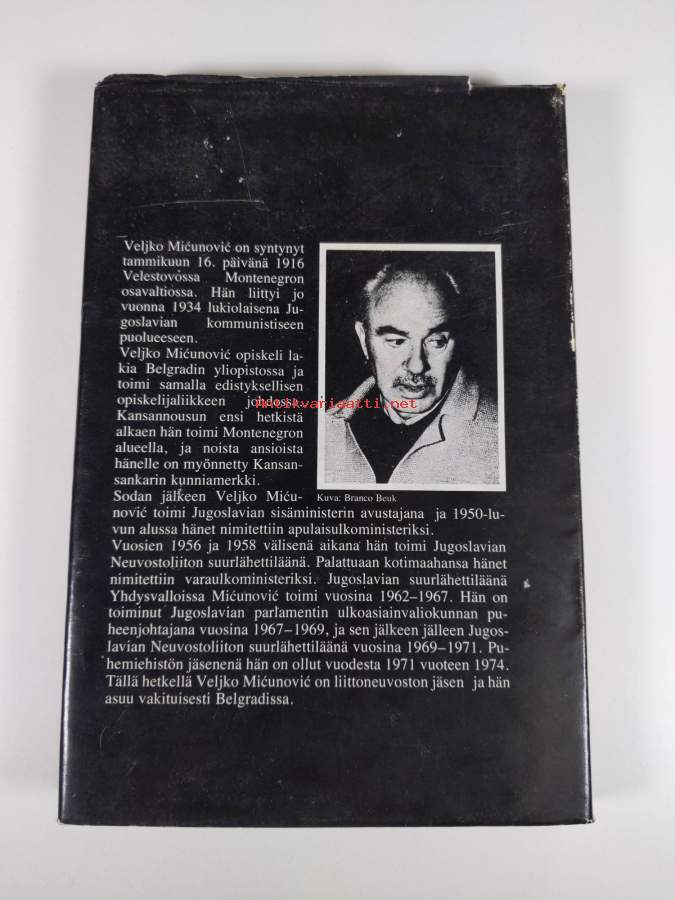 Veljko Mićunović on syntynyt
tammikuun 16. päivänä 1916
Velestovossa Montenegron
osavaltiossa. Hän liittyi jo
vuonna 1934 lukiolaisena Ju-
goslavian kommunistiseen
puolueeseen.
Veljko Mićunović opiskeli la-
kia Belgradin yliopistossa ja
toimi samalla edistyksellisen
opiskelijaliikkeen johdossa.
Antikvariaatti.net
Kansannousun ensi hetkistä
alkaen hän toimi Montenegron
alueella, ja noista ansioista
hänelle on myönnetty Kansan-
sankarin kunniamerkki.
Kuva: Branco Beuk
Sodan jälkeen Veljko Miću-
nović toimi Jugoslavian sisäministerin avustajana ja 1950-lu-
vun alussa hänet nimitettiin apulaisulkoministeriksi.
Vuosien 1956 ja 1958 välisenä aikana hän toimi Jugoslavian
Neuvostoliiton suurlähettiläänä. Palattuaan kotimaahansa hänet
nimitettiin varaulkoministeriksi. Jugoslavian suurlähettiläänä
Yhdysvalloissa Mićunović toimi vuosina 1962–1967. Hän on
toiminut Jugoslavian parlamentin ulkoasiainvaliokunnan pu-
heenjohtajana vuosina 1967–1969, ja sen jälkeen jälleen Jugos-
lavian Neuvostoliiton suurlähettiläänä vuosina 1969–1971. Pu-
hemiehistön jäsenenä hän on ollut vuodesta 1971 vuoteen 1974.
Tällä hetkellä Veljko Mićunović on liittoneuvoston jäsen ja hän
asuu vakituisesti Belgradissa.